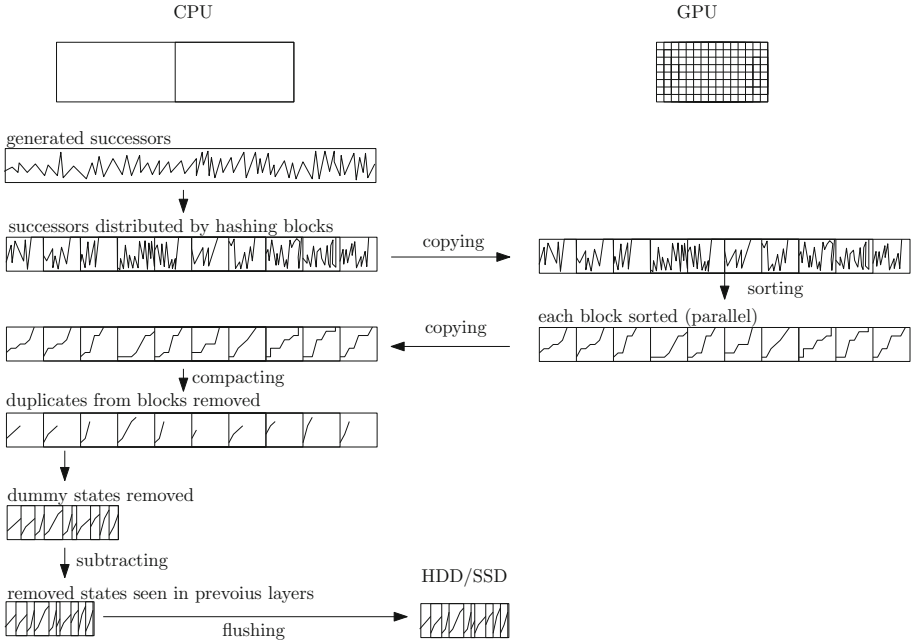 CPU
GPU
generated successors
successors distributed by hashing blocks
copying
sorting
each block sorted (parallel)
copying
compacting
duplicates from blocks removed
dummy states removed
subtracting
HDD/SSD
removed states seen in prevoius layers
flushing